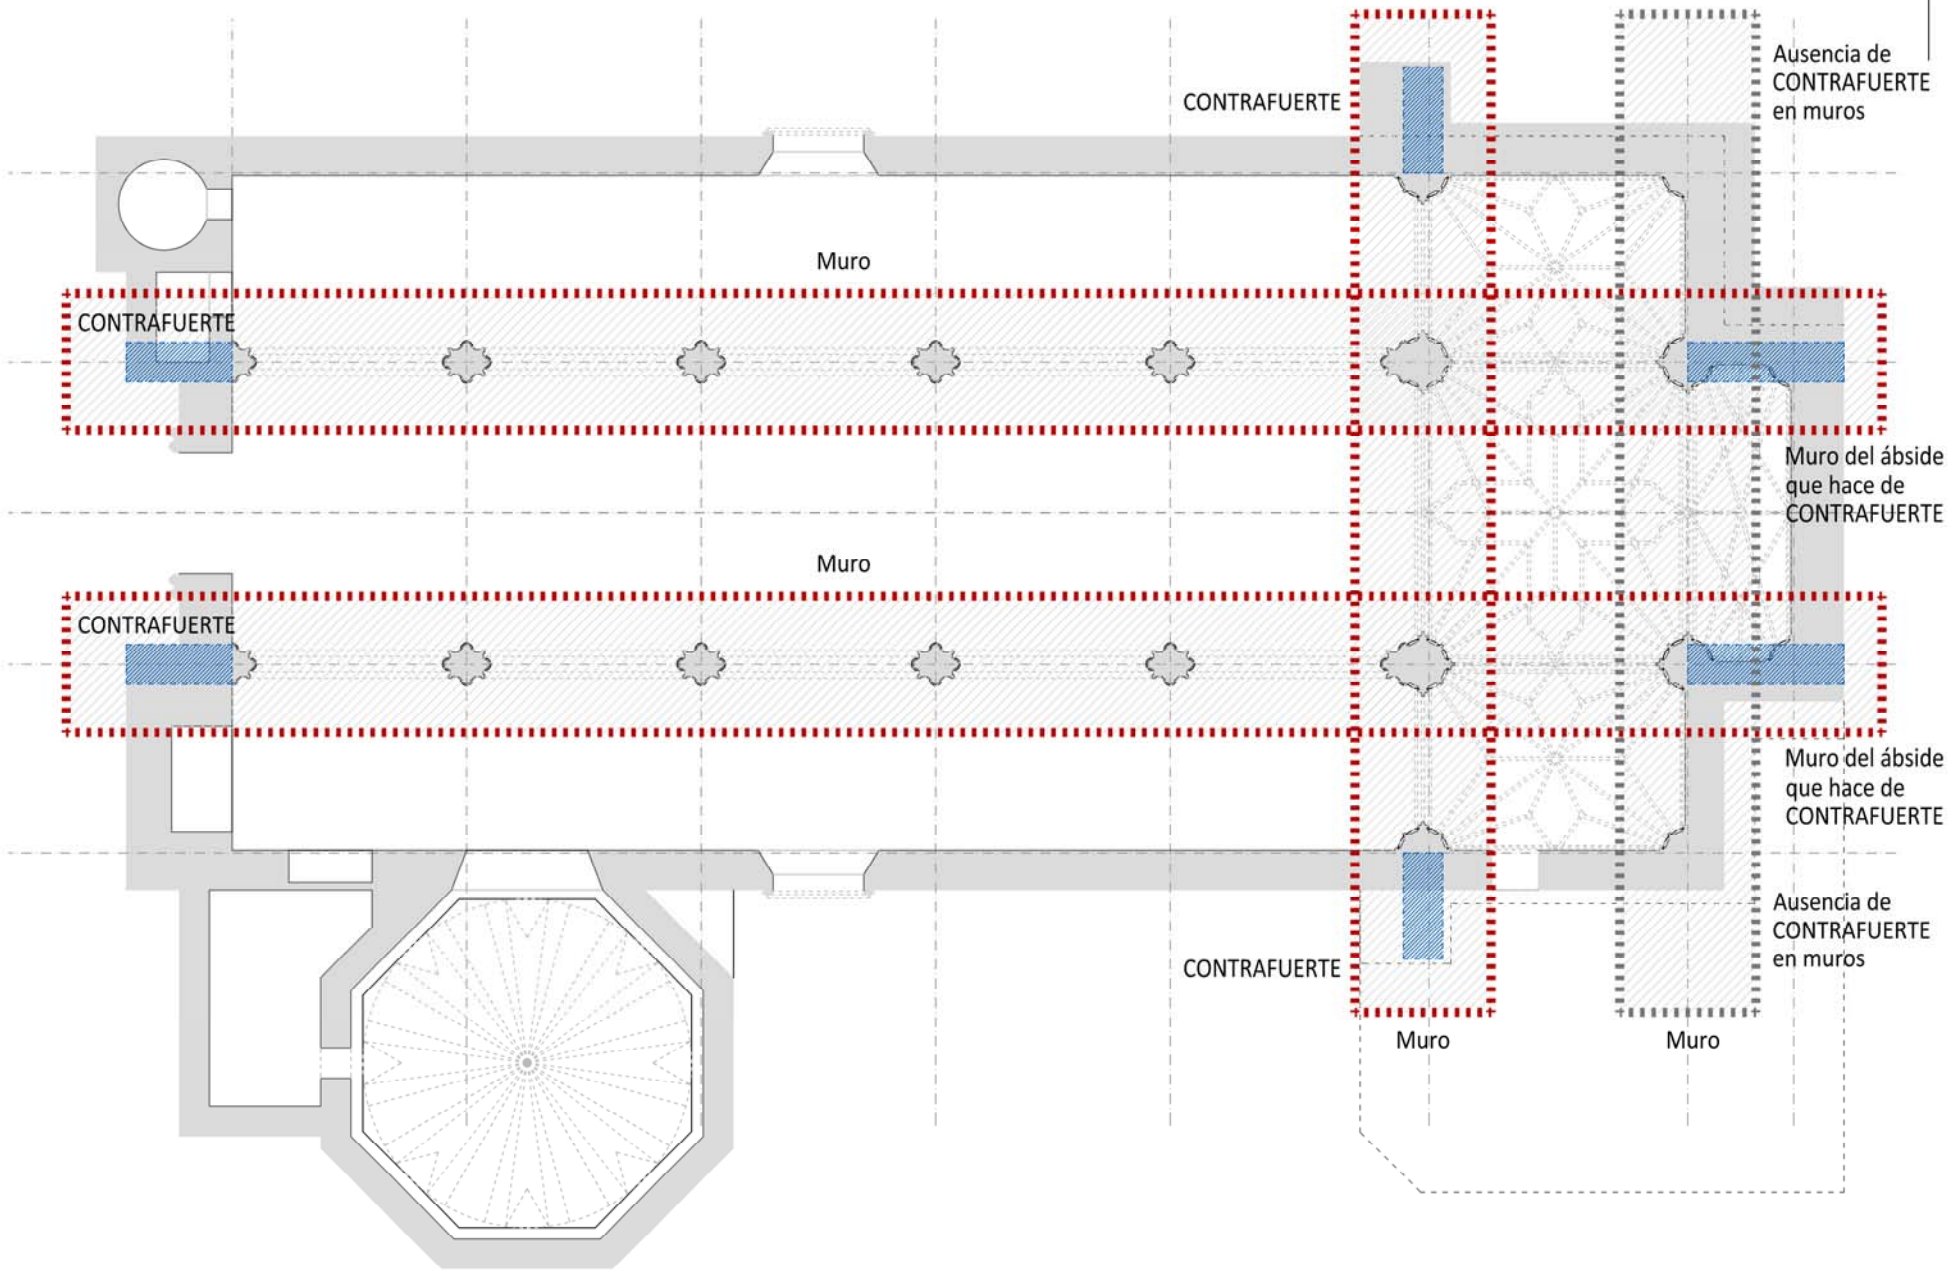 Ausencia de
CONTRAFUERTE
en muros
CONTRAFUERTE
Muro
CONTRAFUERTE
Muro del ábside
que hace de
CONTRAFUERTE
Muro
CONTRAFUERTE
Muro del ábside
que hace de
CONTRAFUERTE
Ausencia de
CONTRAFUERTE
en muros
CONTRAFUERTE
Muro
Muro